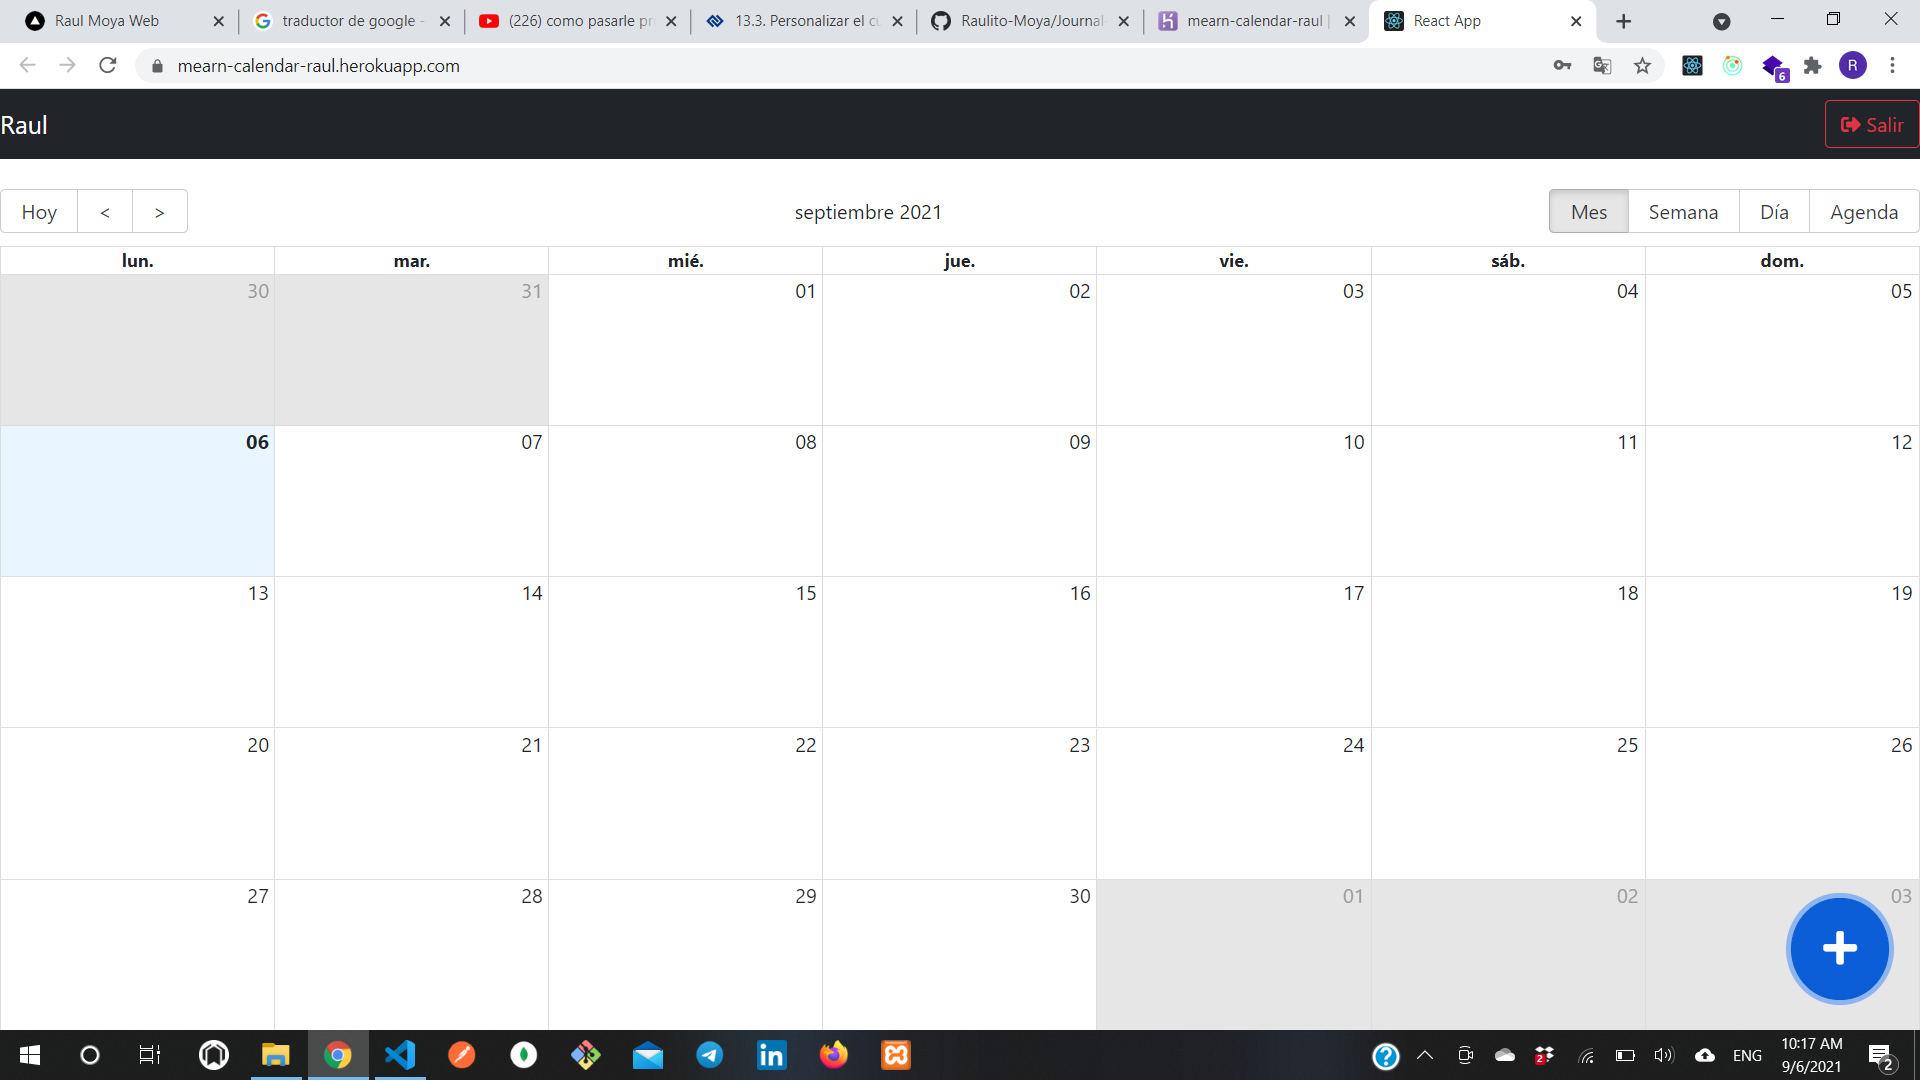 Raul Moya Web
traductor de google -
(226) como pasarle pr
13.3. Personalizar el cu
Raulito-Moya/Journal-
mearn-calendar-raul |
React App
mearn-calendar-raul.herokuapp.com
R
6
Raul
Salir
Hoy
<
>
septiembre 2021
Mes
Semana
Día
Agenda
lun. mar. mié. jue. vie. sáb. dom.
30 31 01 02 03 04 05
06 07 08 09 10 11 12
13 14 15 16 17 18 19
20 21 22 23 24 25 26
27 28 29 30 01 02 03
+
ENG
10:17 AM
9/6/2021
2
2